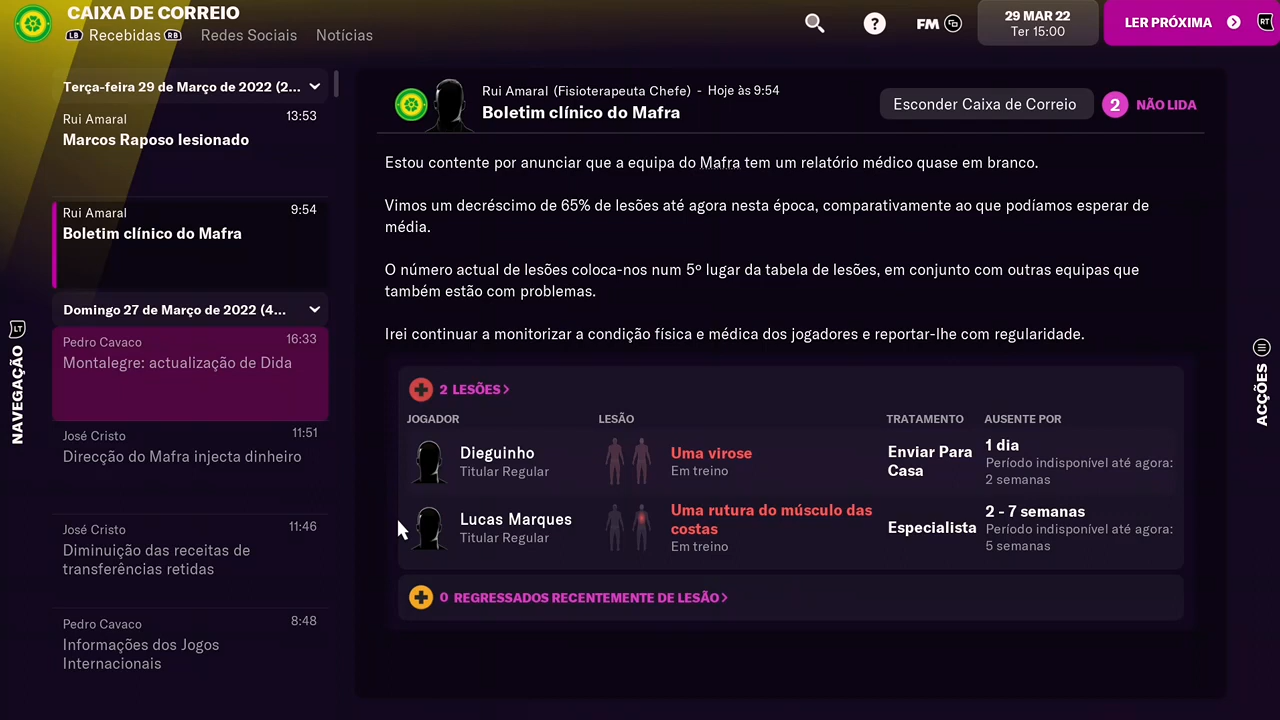 CAIXA DE CORREIO
LB Recebidas RB Redes Sociais Notícias
FM
29 MAR 22
Ter 15:00
LER PRÓXIMA
RT
Terça-feira 29 de Março de 2022 (2...
Rui Amaral 13:53
Marcos Raposo lesionado
Rui Amaral 9:54
Boletim clínico do Mafra
Domingo 27 de Março de 2022 (4...
Pedro Cavaco 16:33
Montalegre: actualização de Dida
José Cristo 11:51
Direcção do Mafra injecta dinheiro
José Cristo 11:46
Diminuição das receitas de
transferências retidas
Pedro Cavaco 8:48
Informações dos Jogos
Internacionais
LT
NAVEGAÇÃO
Rui Amaral (Fisioterapeuta Chefe) - Hoje às 9:54
Boletim clínico do Mafra
Esconder Caixa de Correio
2 NÃO LIDA
Estou contente por anunciar que a equipa do Mafra tem um relatório médico quase em branco.
Vimos um decréscimo de 65% de lesões até agora nesta época, comparativamente ao que podíamos esperar de
média.
O número actual de lesões coloca-nos num 5º lugar da tabela de lesões, em conjunto com outras equipas que
também estão com problemas.
Irei continuar a monitorizar a condição física e médica dos jogadores e reportar-lhe com regularidade.
2 LESÕES >
JOGADOR LESÃO TRATAMENTO AUSENTE POR
Dieguinho
Titular Regular
Uma virose
Em treino
Enviar Para
Casa
1 dia
Período indisponível até agora:
2 semanas
Lucas Marques
Titular Regular
Uma rutura do músculo das
costas
Em treino
Especialista
2 - 7 semanas
Período indisponível até agora:
5 semanas
0 REGRESSADOS RECENTEMENTE DE LESÃO >
ACÇÕES